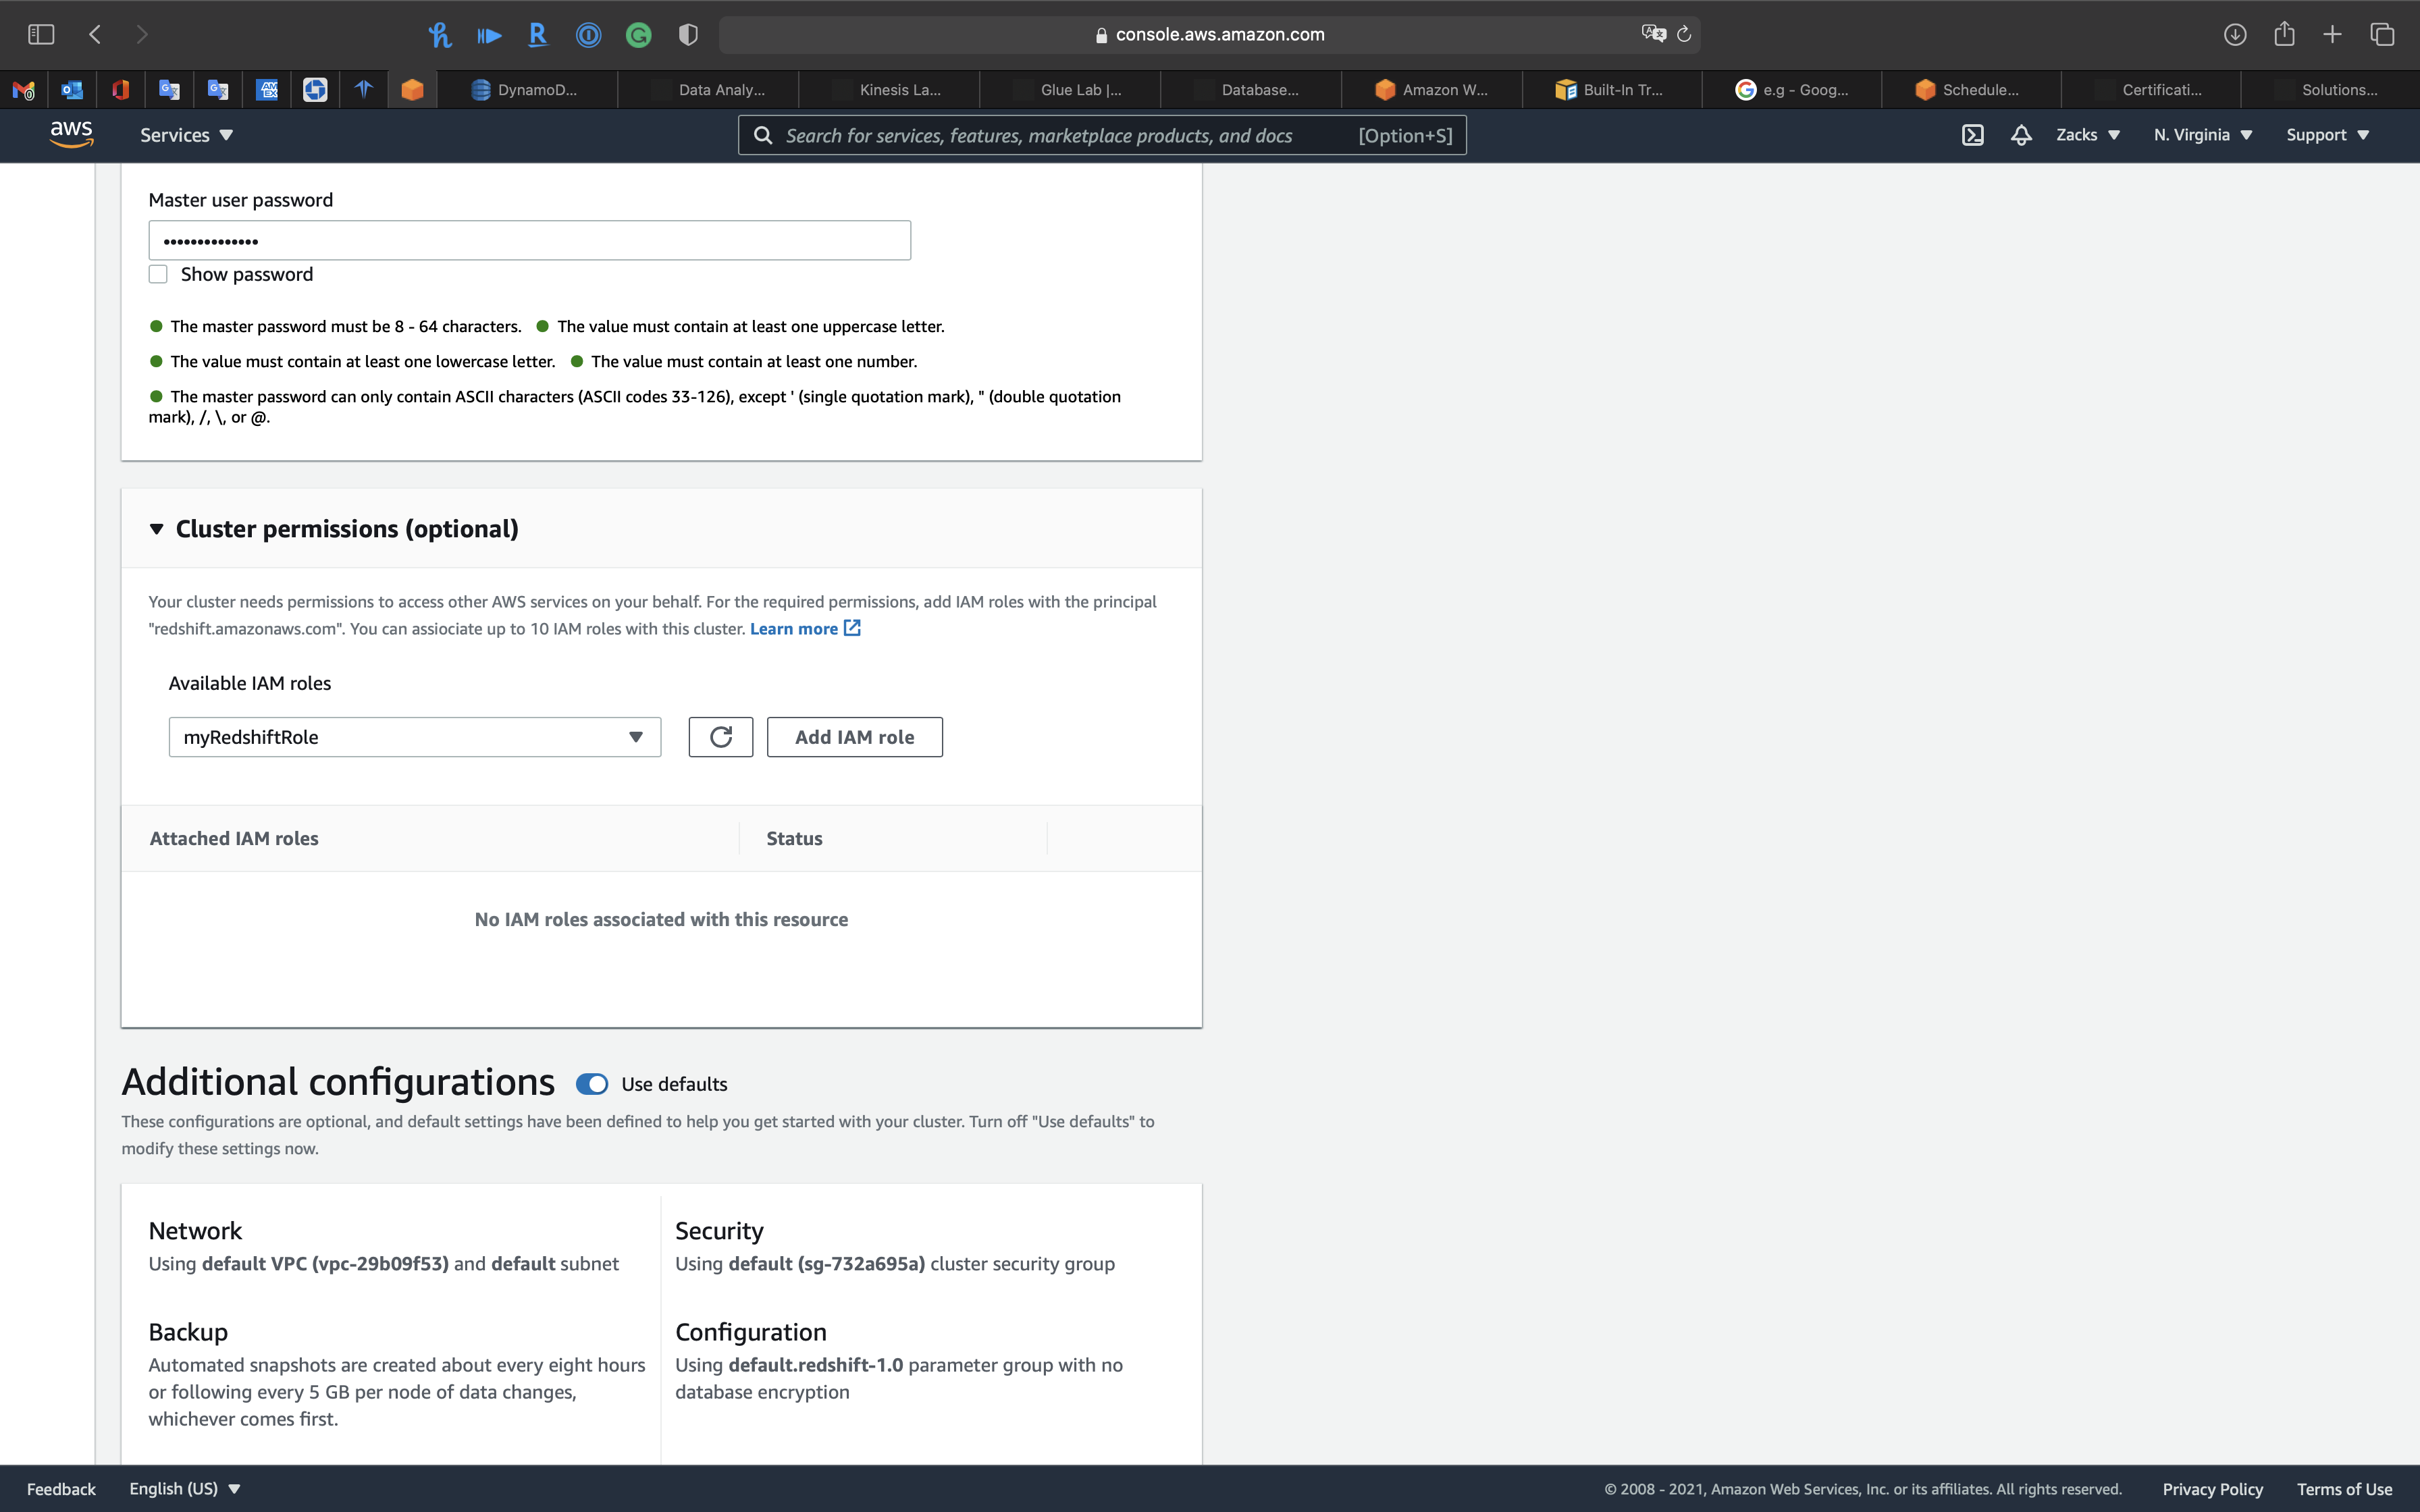 console.aws.amazon.com
DynamoD... Data Analy... Kinesis La... Glue Lab |... Database... Amazon W... Built-In Tr... e.g - Goog... Schedule... Certificati... Solutions...
aws Services ▼ Search for services, features, marketplace products, and docs [Option+S] Zacks ▼ N. Virginia ▼ Support ▼
Master user password
••••••••••••••
Show password
The master password must be 8 - 64 characters. The value must contain at least one uppercase letter.
The value must contain at least one lowercase letter. The value must contain at least one number.
The master password can only contain ASCII characters (ASCII codes 33-126), except ' (single quotation mark), " (double quotation
mark), /, \, or @.
Cluster permissions (optional)
Your cluster needs permissions to access other AWS services on your behalf. For the required permissions, add IAM roles with the principal
"redshift.amazonaws.com". You can assiociate up to 10 IAM roles with this cluster. Learn more
Available IAM roles
myRedshiftRole Add IAM role
Attached IAM roles Status
No IAM roles associated with this resource
Additional configurations Use defaults
These configurations are optional, and default settings have been defined to help you get started with your cluster. Turn off "Use defaults" to
modify these settings now.
Network
Using default VPC (vpc-29b09f53) and default subnet
Security
Using default (sg-732a695a) cluster security group
Backup
Automated snapshots are created about every eight hours
or following every 5 GB per node of data changes,
whichever comes first.
Configuration
Using default.redshift-1.0 parameter group with no
database encryption
Feedback English (US) ▼ © 2008 - 2021, Amazon Web Services, Inc. or its affiliates. All rights reserved. Privacy Policy Terms of Use